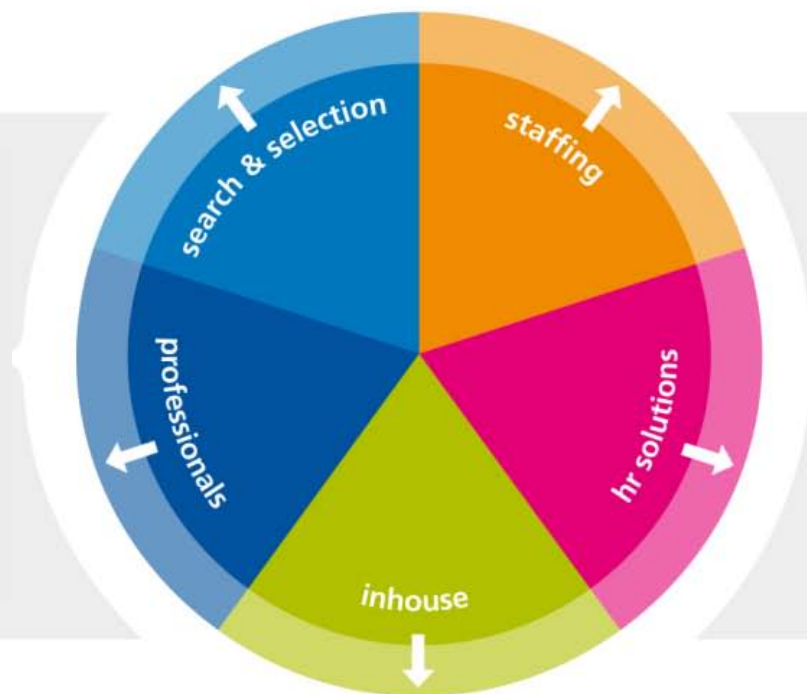 search & selection
staffing
professionals
hr solutions
inhouse